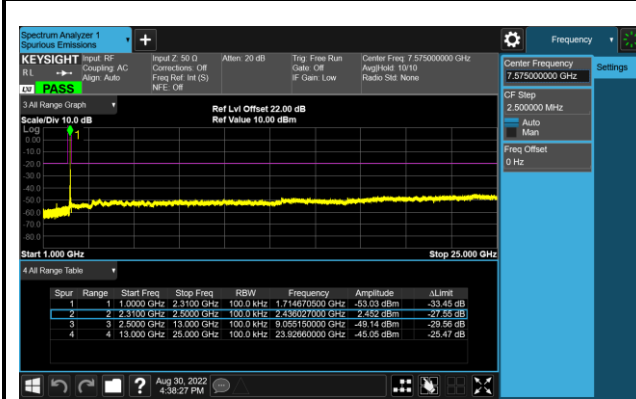 Spectrum Analyzer 1
Spurious Emissions
Frequency
KEYSIGHT
RL
Input: RF
Coupling: AC
Align: Auto
Input Z: 50 Ω
Corrections: Off
Freq Ref: Int (S)
NFE: Off
Atten: 20 dB
Trig: Free Run
Gate: Off
IF Gain: Low
Center Freq: 7.575000000 GHz
Avg|Hold: 10/10
Radio Std: None
LXI PASS
Center Frequency
7.575000000 GHz
Settings
CF Step
2.500000 MHz
Auto
Man
Freq Offset
0 Hz
3 All Range Graph
Scale/Div 10.0 dB
Ref Lvl Offset 22.00 dB
Ref Value 10.00 dBm
Log
1
0.00
-10.0
-20.0
-30.0
-40.0
-50.0
-60.0
-70.0
-80.0
Start 1.000 GHz
Stop 25.000 GHz
4 All Range Table
Spur Range Start Freq Stop Freq RBW Frequency Amplitude ΔLimit
1 1 1.0000 GHz 2.3100 GHz 100.0 kHz 1.714670500 GHz -53.03 dBm -33.45 dB
2 2 2.3100 GHz 2.5000 GHz 100.0 kHz 2.436027000 GHz 2.452 dBm -27.55 dB
3 3 2.5000 GHz 13.000 GHz 100.0 kHz 9.055150000 GHz -49.14 dBm -29.56 dB
4 4 13.000 GHz 25.000 GHz 100.0 kHz 23.92660000 GHz -45.05 dBm -25.47 dB
?
Aug 30, 2022
4:38:27 PM